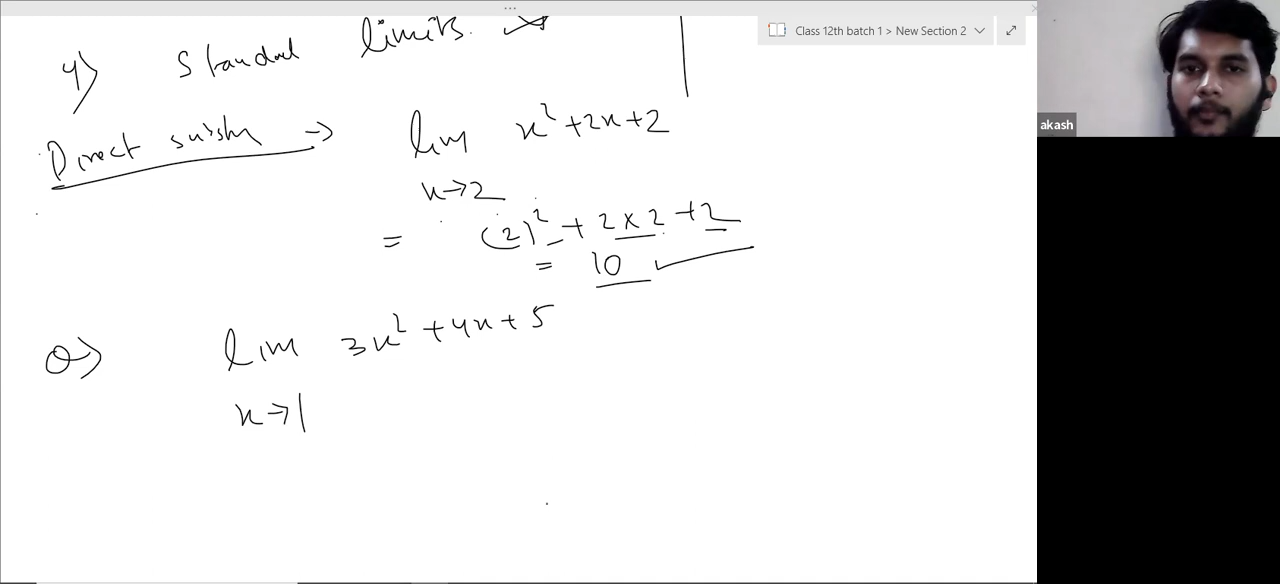 Class 12th batch 1 > New Section 2
akash
4) Standard limits.
Direct substn → lim x² + 2x + 2
x→2
= (2)² + 2 × 2 + 2
= 10
Q) lim 3x² + 4x + 5
x→1